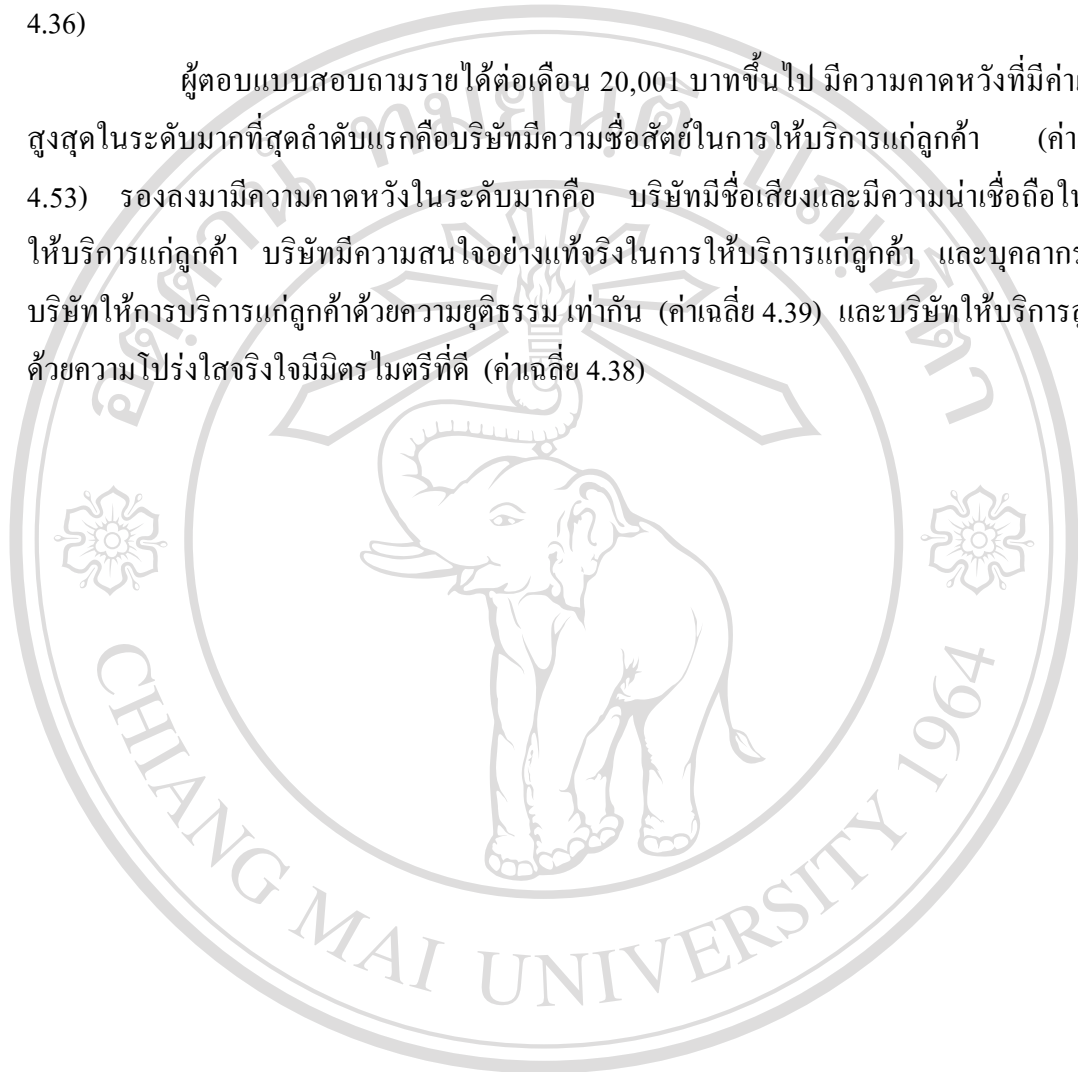 4.36)
ผู้ตอบแบบสอบถามรายได้ต่อเดือน 20,001 บาทขึ้นไป มีความคาดหวังที่มีค่า
สูงสุดในระดับมากที่สุดลำดับแรกคือบริษัทมีความซื่อสัตย์ในการให้บริการแก่ลูกค้า (ค่า
4.53) รองลงมามีความคาดหวังในระดับมากคือ บริษัทมีชื่อเสียงและมีความน่าเชื่อถือใน
ให้บริการแก่ลูกค้า บริษัทมีความสนใจอย่างแท้จริงในการให้บริการแก่ลูกค้า และบุคลากร
บริษัทให้การบริการแก่ลูกค้าด้วยความยุติธรรม เท่ากัน (ค่าเฉลี่ย 4.39) และบริษัทให้บริการ
ด้วยความโปร่งใสจริงใจมีมิตรไมตรีที่ดี (ค่าเฉลี่ย 4.38)
อตฺตานํ ทมยนฺติ ปณฺฑิตา
CHIANG MAI UNIVERSITY 1964